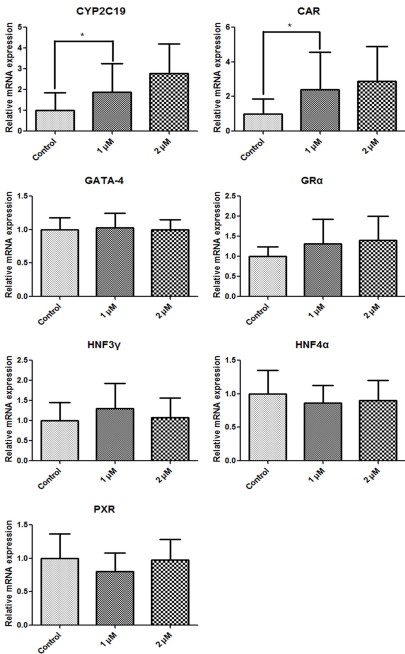 CYP2C19
Relative mRNA expression
5
4
3
2
1
0
*
Control
1 μM
2 μM
CAR
Relative mRNA expression
6
4
2
0
*
Control
1 μM
2 μM
GATA-4
Relative mRNA expression
1.5
1.0
0.5
0.0
Control
1 μM
2 μM
GRα
Relative mRNA expression
2.5
2.0
1.5
1.0
0.5
0.0
Control
1 μM
2 μM
HNF3γ
Relative mRNA expression
2.5
2.0
1.5
1.0
0.5
0.0
Control
1 μM
2 μM
HNF4α
Relative mRNA expression
1.5
1.0
0.5
0.0
Control
1 μM
2 μM
PXR
Relative mRNA expression
1.5
1.0
0.5
0.0
Control
1 μM
2 μM